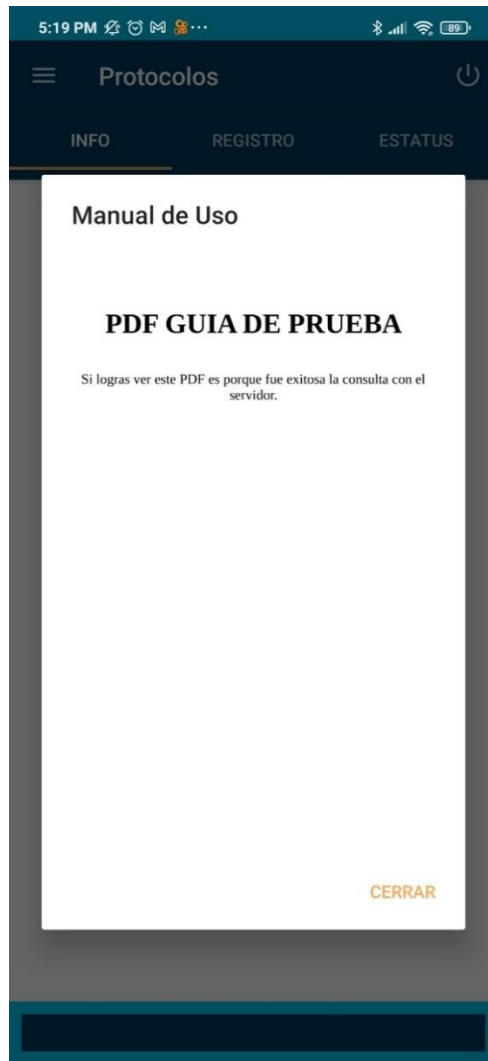 5:19 PM
89
Protocolos
INFO REGISTRO ESTATUS
Manual de Uso
PDF GUIA DE PRUEBA
Si logras ver este PDF es porque fue exitosa la consulta con el
servidor.
CERRAR